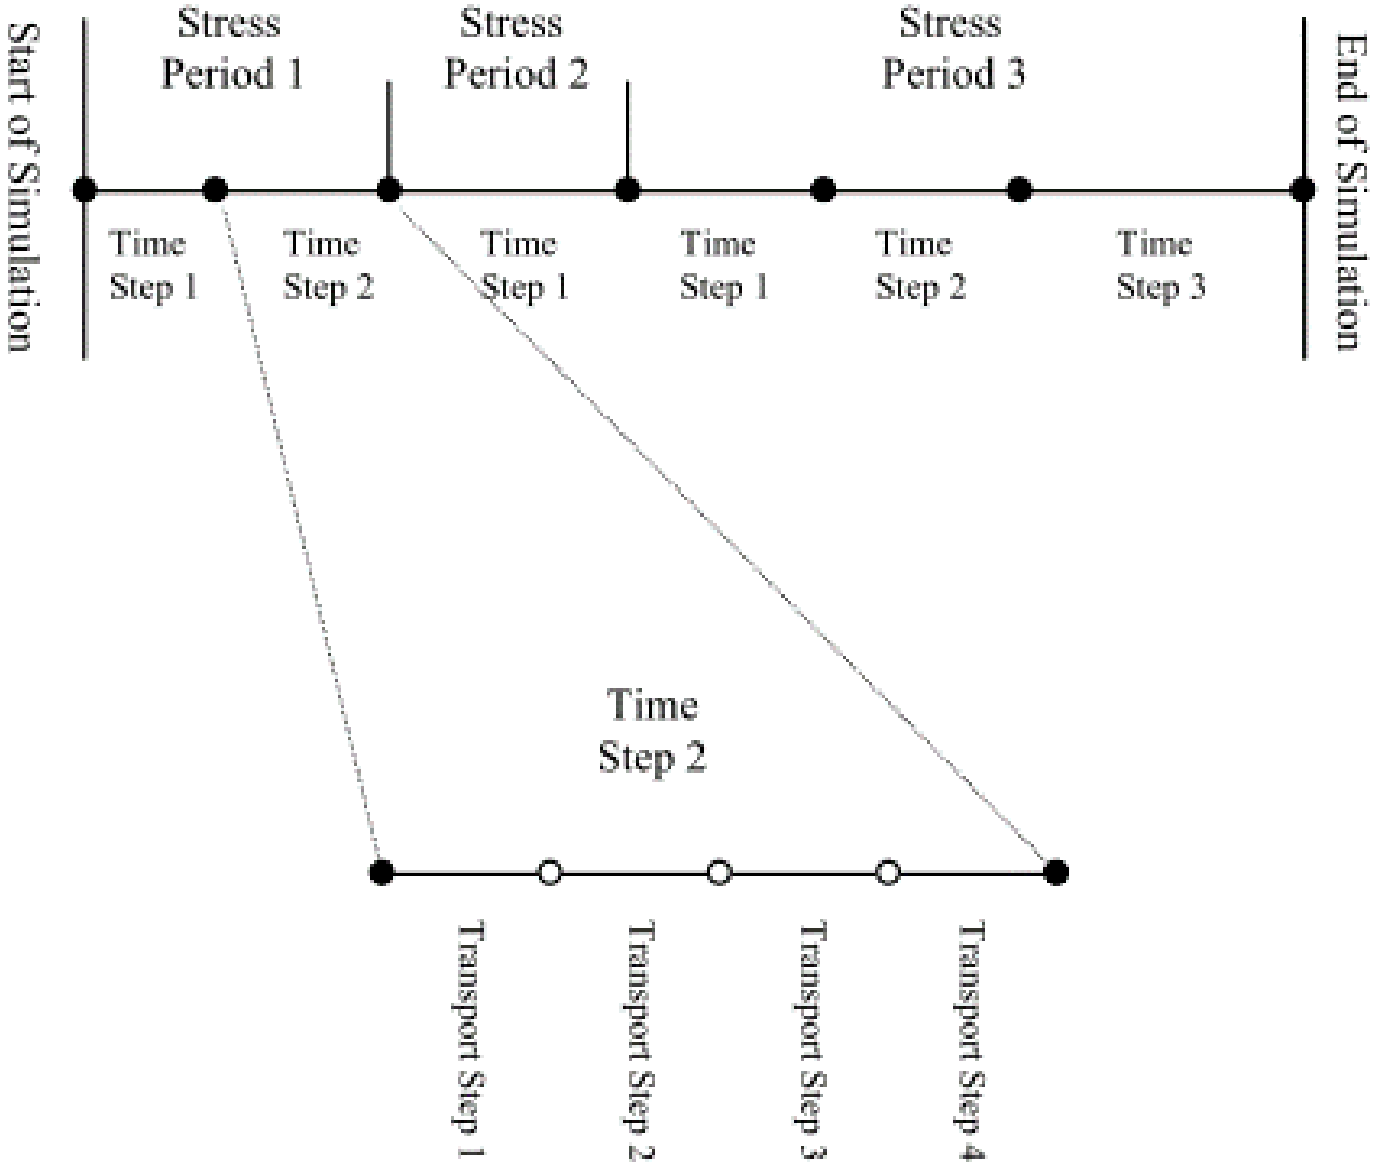 Start of Simulation
Stress
Period 1
Stress
Period 2
Stress
Period 3
End of Simulation
Time
Step 1
Time
Step 2
Time
Step 1
Time
Step 1
Time
Step 2
Time
Step 3
Time
Step 2
Transport Step 1
Transport Step 2
Transport Step 3
Transport Step 4